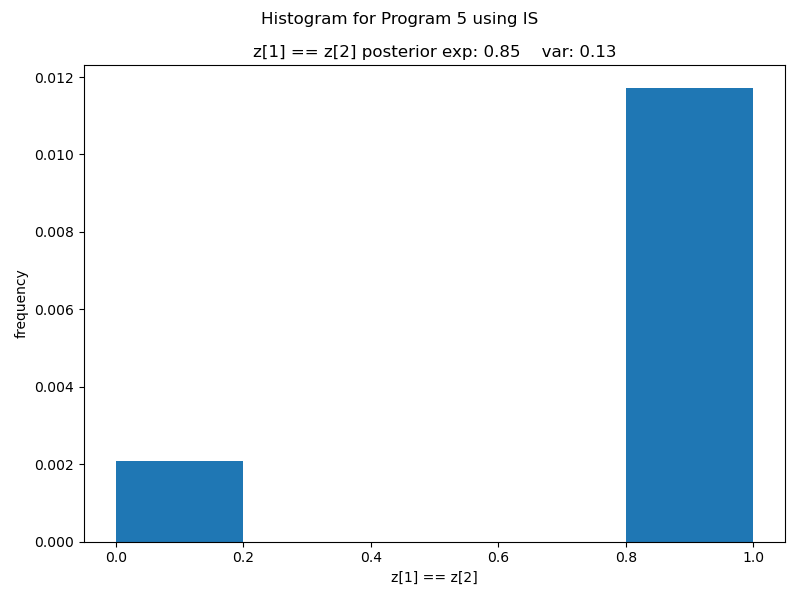 Histogram for Program 5 using IS
z[1] == z[2] posterior exp: 0.85    var: 0.13
0.012
0.010
0.008
0.006
0.004
0.002
0.000
frequency
0.0 0.2 0.4 0.6 0.8 1.0
z[1] == z[2]